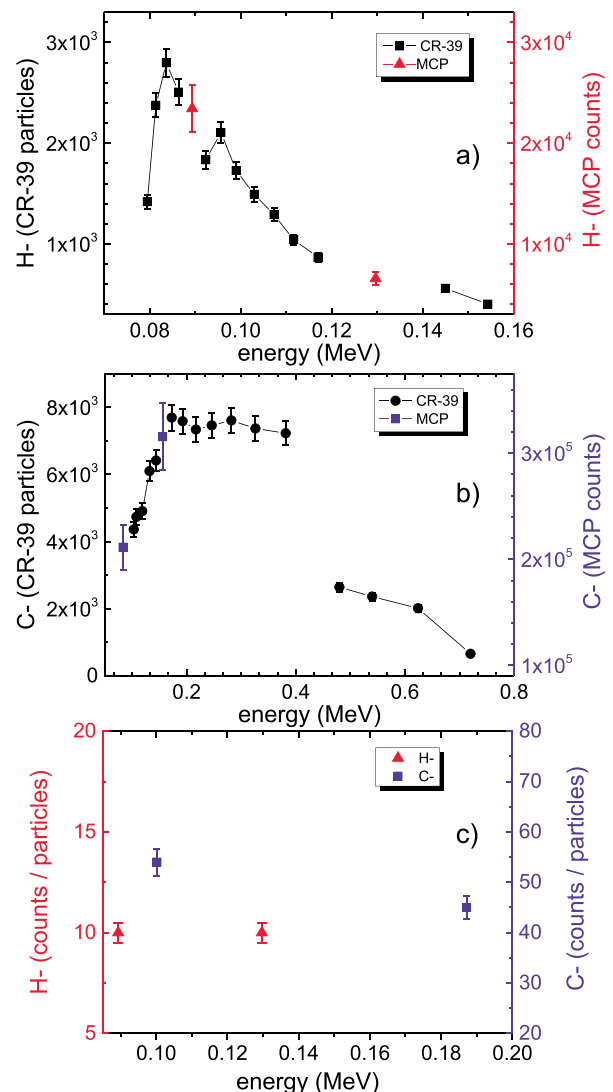 3x10³
2x10³
1x10³
H- (CR-39 particles)
CR-39
MCP
a)
3x10⁴
2x10⁴
1x10⁴
H- (MCP counts)
0.08 0.10 0.12 0.14 0.16
energy (MeV)
8x10³
6x10³
4x10³
2x10³
0
C- (CR-39 particles)
CR-39
MCP
b)
3x10⁵
2x10⁵
1x10⁵
C- (MCP counts)
0.2 0.4 0.6 0.8
energy (MeV)
20
15
10
5
H- (counts / particles)
H-
C-
c)
80
70
60
50
40
30
20
C- (counts / particles)
0.10 0.12 0.14 0.16 0.18 0.20
energy (MeV)